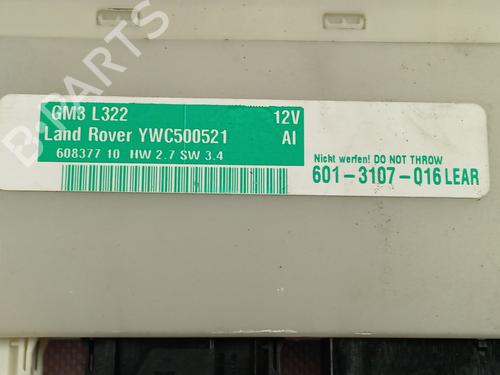 GM3 L322 12V
Land Rover YWC500521 AI
608377 10 HW 2.7 SW 3.4
Nicht werfen! DO NOT THROW
601-3107-016 LEAR
B-PARTS